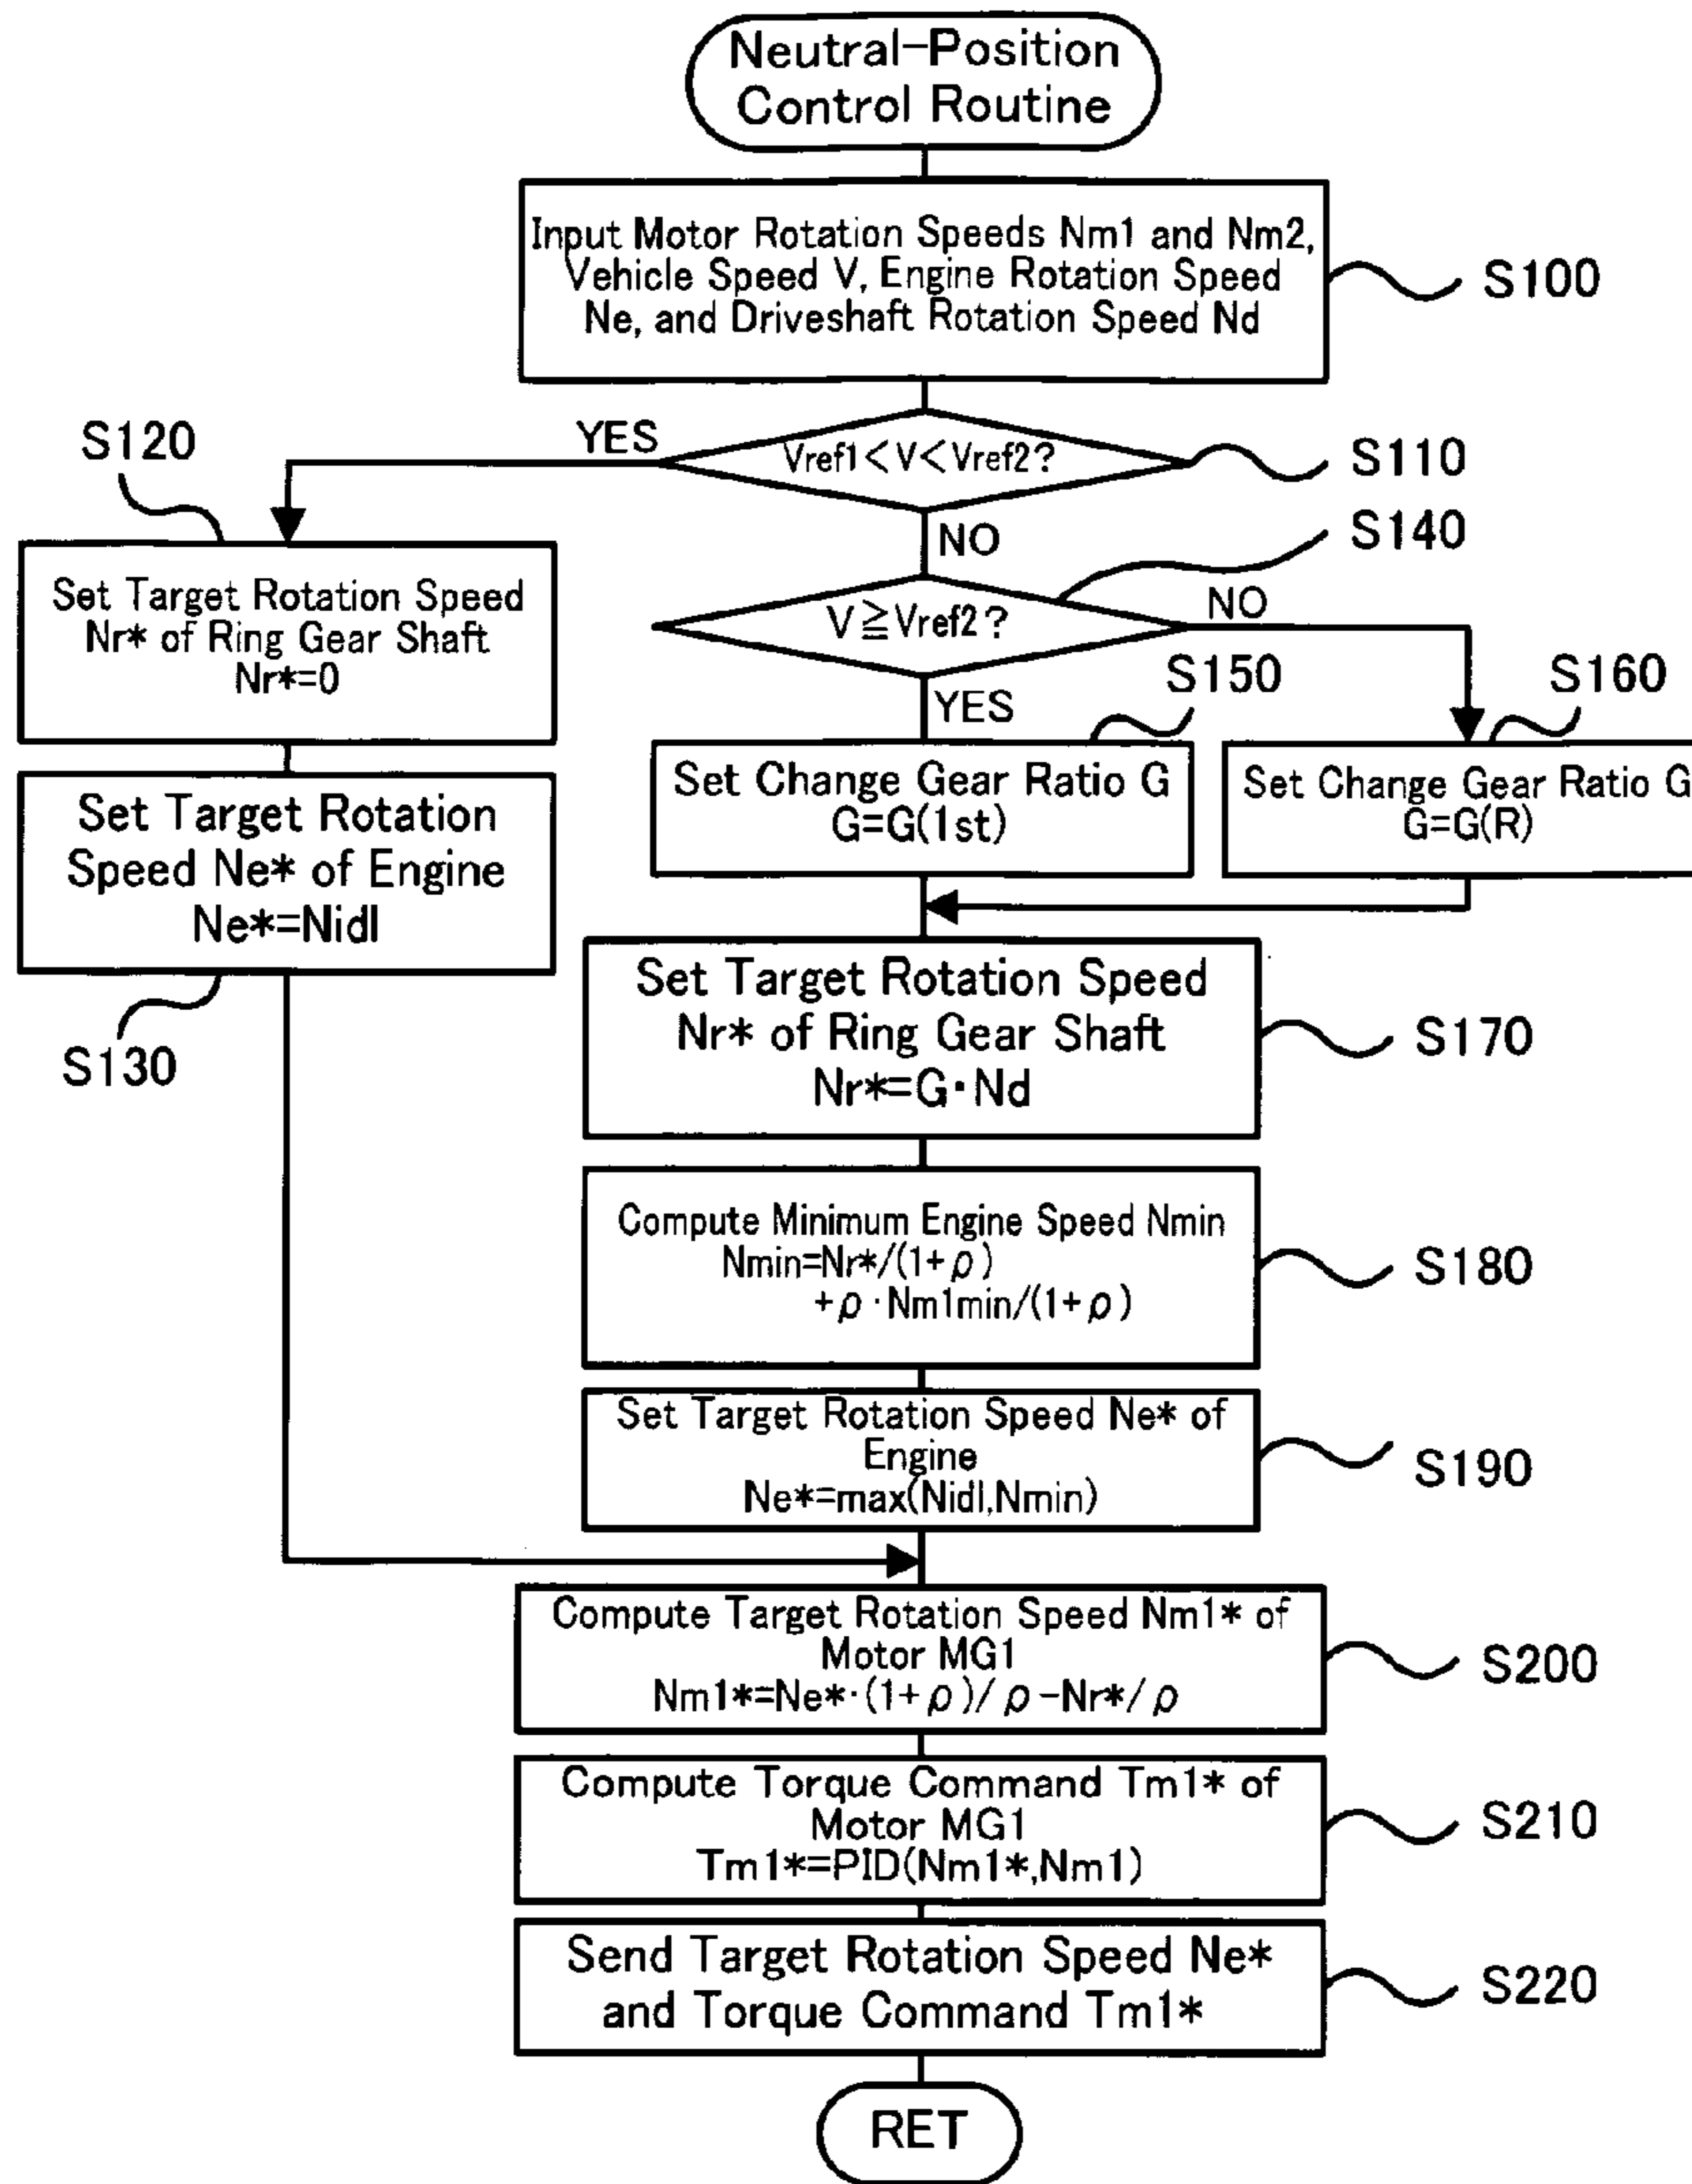 Neutral-Position
Control Routine
Input Motor Rotation Speeds Nm1 and Nm2,
Vehicle Speed V, Engine Rotation Speed
Ne, and Driveshaft Rotation Speed Nd
S100
S120
YES
Vref1<V<Vref2?
S110
NO
S140
Set Target Rotation Speed
Nr* of Ring Gear Shaft
Nr*=0
V≧Vref2?
NO
YES
S150
S160
Set Change Gear Ratio G
G=G(1st)
Set Change Gear Ratio G
G=G(R)
Set Target Rotation
Speed Ne* of Engine
Ne*=Nidl
S130
Set Target Rotation Speed
Nr* of Ring Gear Shaft
Nr*=G·Nd
S170
Compute Minimum Engine Speed Nmin
Nmin=Nr*/(1+ρ)
+ρ·Nm1min/(1+ρ)
S180
Set Target Rotation Speed Ne* of
Engine
Ne*=max(Nidl,Nmin)
S190
Compute Target Rotation Speed Nm1* of
Motor MG1
Nm1*=Ne*·(1+ρ)/ρ-Nr*/ρ
S200
Compute Torque Command Tm1* of
Motor MG1
Tm1*=PID(Nm1*,Nm1)
S210
Send Target Rotation Speed Ne*
and Torque Command Tm1*
S220
RET